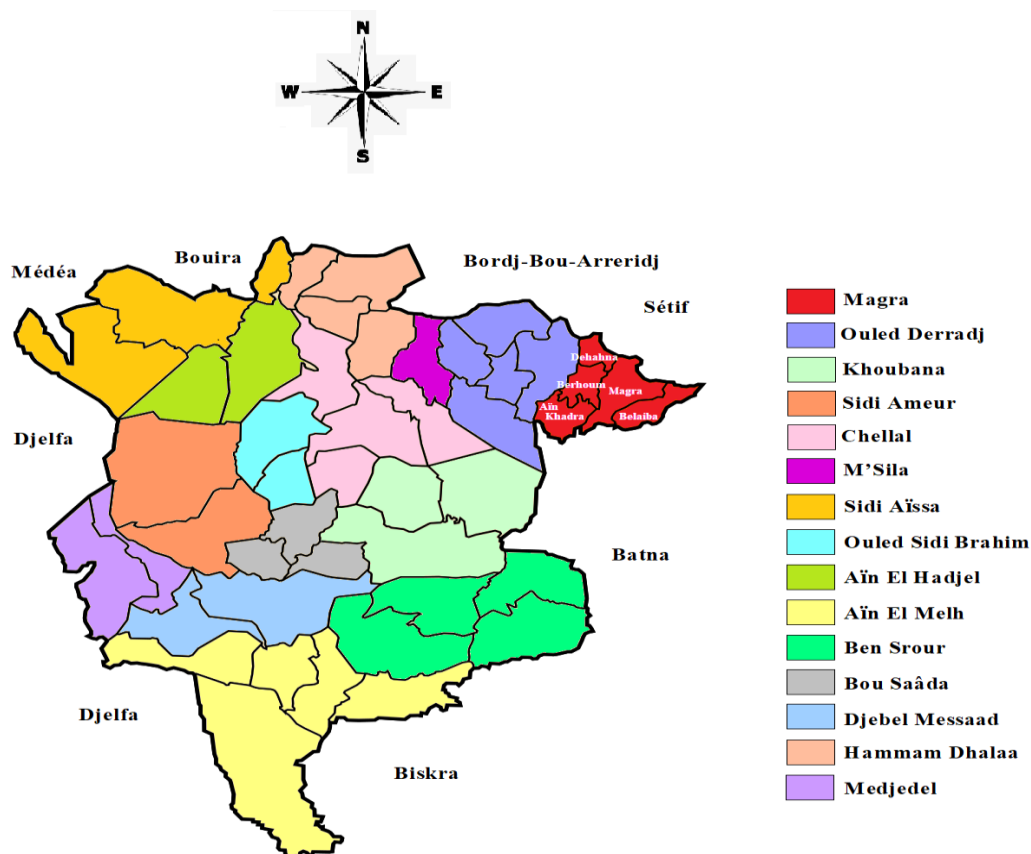 N
W
E
S
Bouira
Bordj-Bou-Arreridj
Médéa
Sétif
Djelfa
Batna
Djelfa
Biskra
Dehahna
Berhoum
Magra
Aïn
Khadra
Belaiba
Magra
Ouled Derradj
Khoubana
Sidi Ameur
Chellal
M'Sila
Sidi Aïssa
Ouled Sidi Brahim
Aïn El Hadjel
Aïn El Melh
Ben Srour
Bou Saâda
Djebel Messaad
Hammam Dhalaa
Medjedel